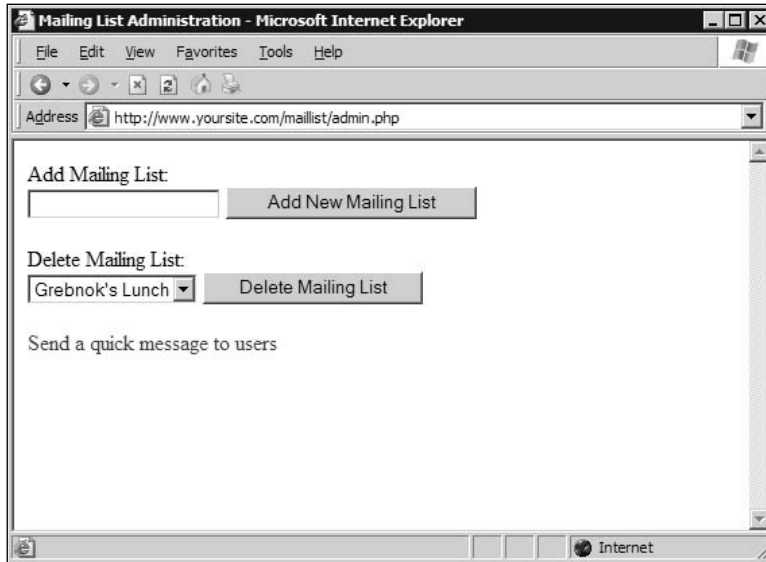 Mailing List Administration - Microsoft Internet Explorer
File Edit View Favorites Tools Help
Address http://www.yoursite.com/maillist/admin.php
Add Mailing List:
Add New Mailing List
Delete Mailing List:
Grebnok's Lunch Delete Mailing List
Send a quick message to users
Internet